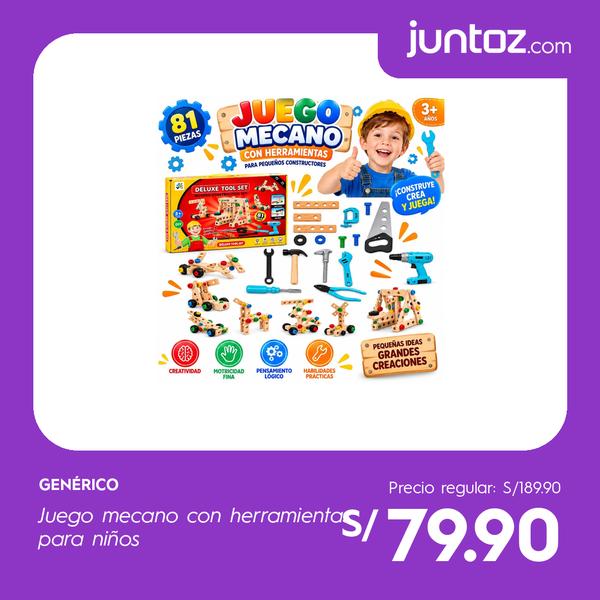 juntoz.com
81
PIEZAS
JUEGO
MECANO
CON HERRAMIENTAS
PARA PEQUEÑOS CONSTRUCTORES
3+
AÑOS
¡CONSTRUYE
CREA
Y JUEGA!
DELUXE TOOL SET
PEQUEÑAS IDEAS
GRANDES
CREACIONES
CREATIVIDAD
MOTRICIDAD
FINA
PENSAMIENTO
LÓGICO
HABILIDADES
PRÁCTICAS
GENÉRICO
Juego mecano con herramientas
para niños
Precio regular: S/189.90
S/79.90